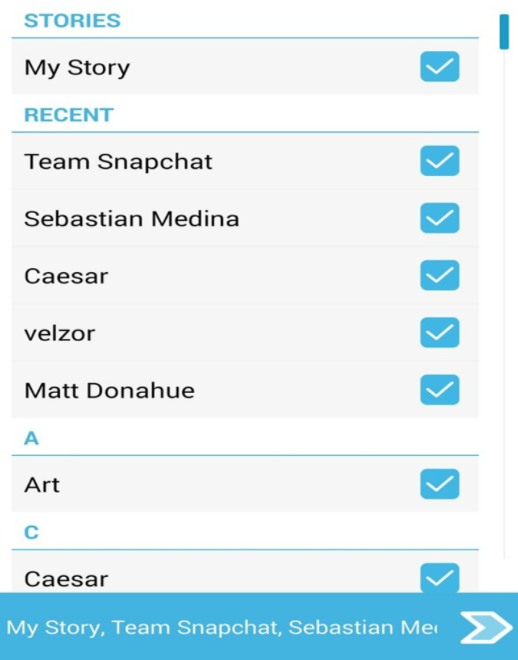 STORIES
My Story
RECENT
Team Snapchat
Sebastian Medina
Caesar
velzor
Matt Donahue
A
Art
C
Caesar
My Story, Team Snapchat, Sebastian Me